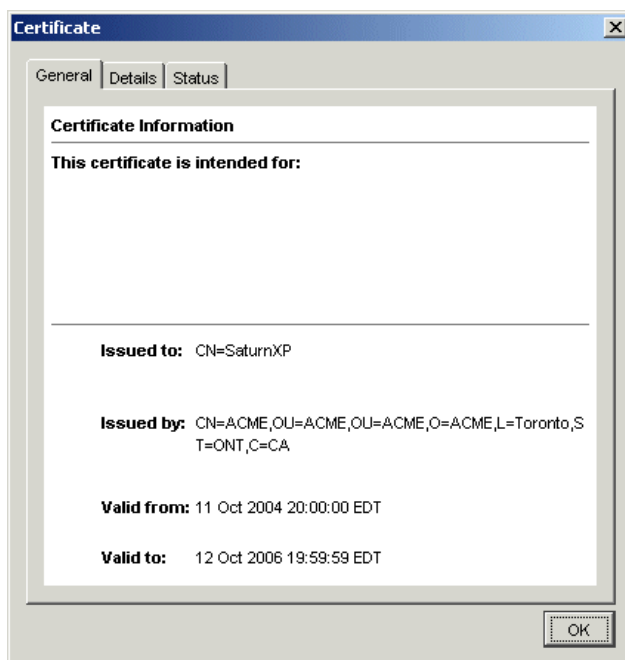 Certificate
General Details Status
Certificate Information
This certificate is intended for:
Issued to: CN=SaturnXP
Issued by: CN=ACME,OU=ACME,OU=ACME,O=ACME,L=Toronto,S
T=ONT,C=CA
Valid from: 11 Oct 2004 20:00:00 EDT
Valid to: 12 Oct 2006 19:59:59 EDT
OK